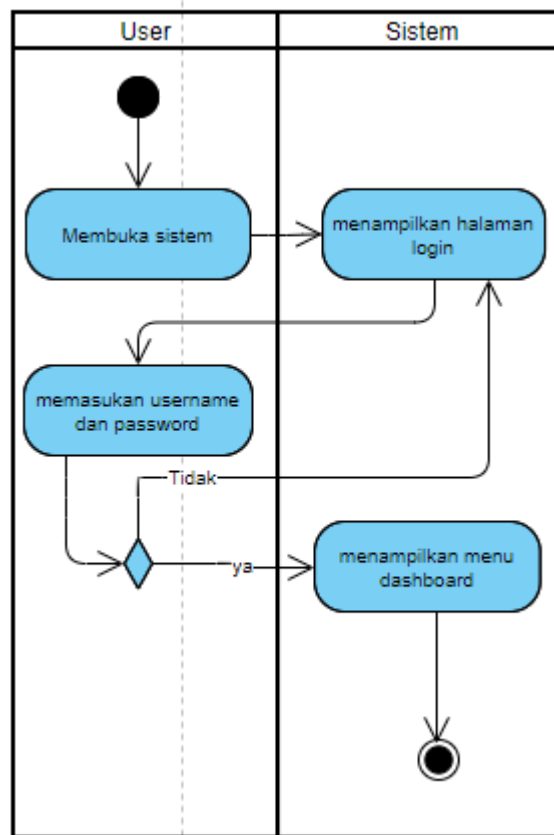 User
Sistem
Membuka sistem
menampilkan halaman
login
memasukan username
dan password
Tidak
ya
menampilkan menu
dashboard